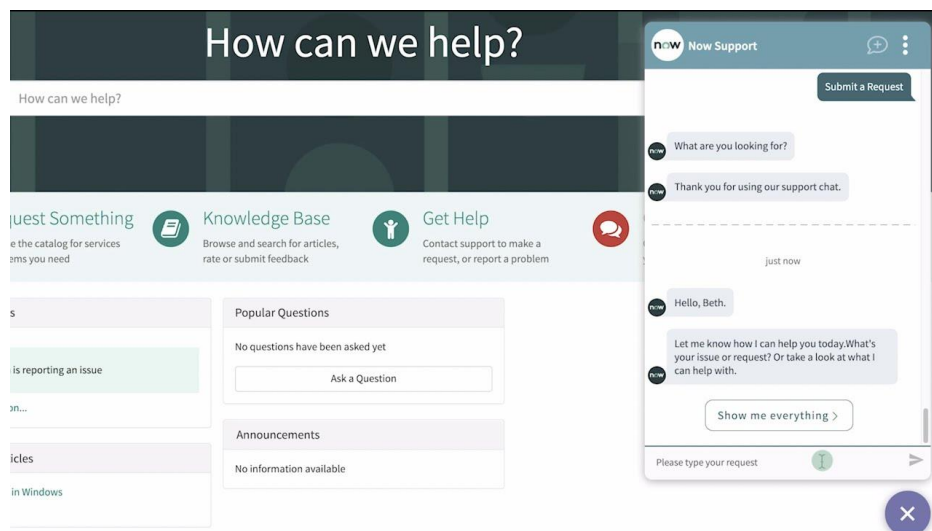 How can we help?
How can we help?
quest Something
e the catalog for services
ems you need
Knowledge Base
Browse and search for articles,
rate or submit feedback
Get Help
Contact support to make a
request, or report a problem
s
is reporting an issue
on...
icles
in Windows
Popular Questions
No questions have been asked yet
Ask a Question
Announcements
No information available
now Now Support
Submit a Request
now What are you looking for?
now Thank you for using our support chat.
just now
now Hello, Beth.
Let me know how I can help you today.What's
your issue or request? Or take a look at what I
now can help with.
Show me everything >
Please type your request